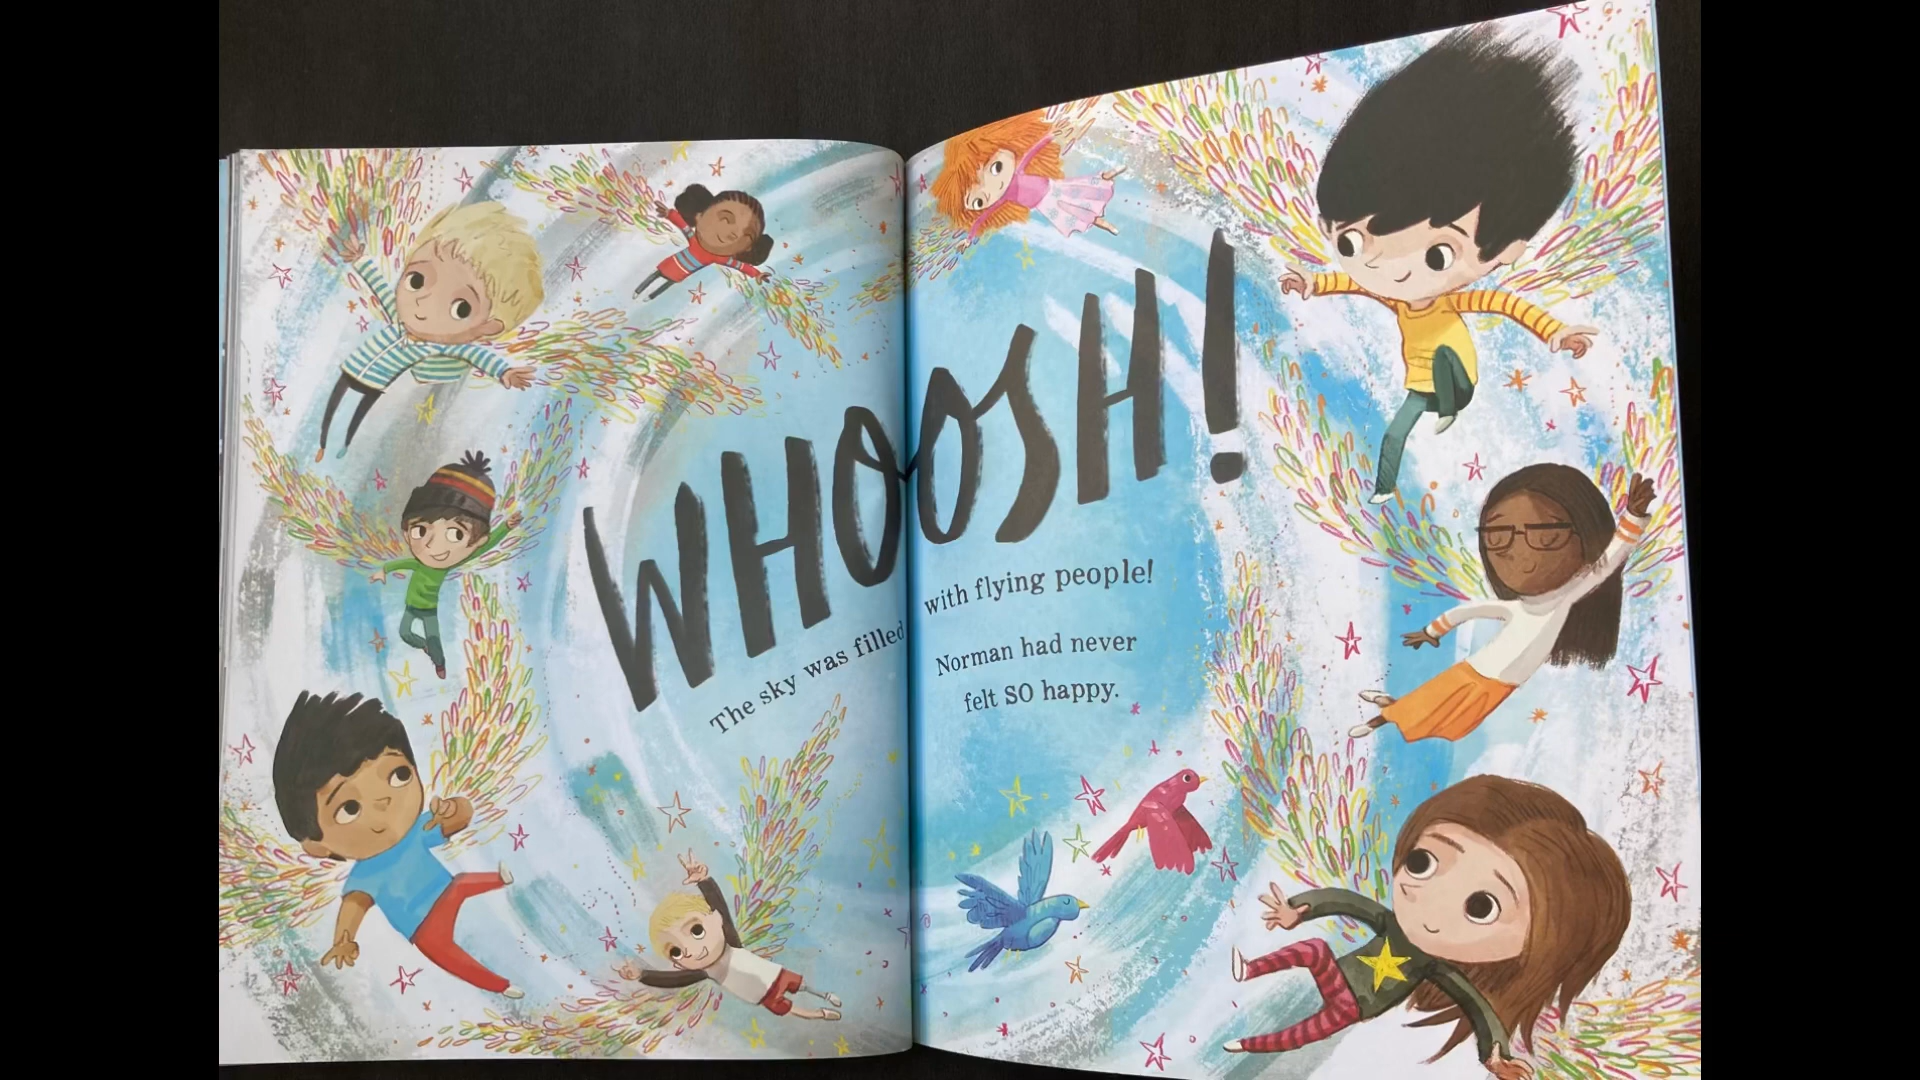 WHOOSH!
The sky was filled with flying people!
Norman had never
felt SO happy.